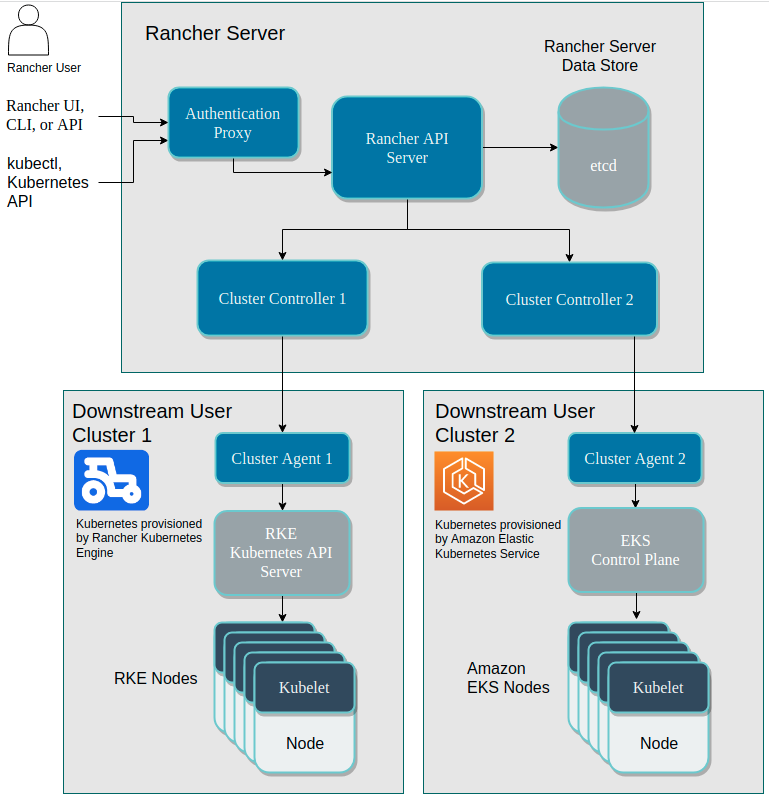 Rancher Server
Rancher User
Rancher Server
Data Store
Rancher UI,
CLI, or API
kubectl,
Kubernetes
API
Authentication
Proxy
Rancher API
Server
etcd
Cluster Controller 1
Cluster Controller 2
Downstream User
Cluster 1
Cluster Agent 1
Kubernetes provisioned
by Rancher Kubernetes
Engine
RKE
Kubernetes API
Server
RKE Nodes
Kubelet
Node
Downstream User
Cluster 2
Cluster Agent 2
K
Kubernetes provisioned
by Amazon Elastic
Kubernetes Service
EKS
Control Plane
Amazon
EKS Nodes
Kubelet
Node